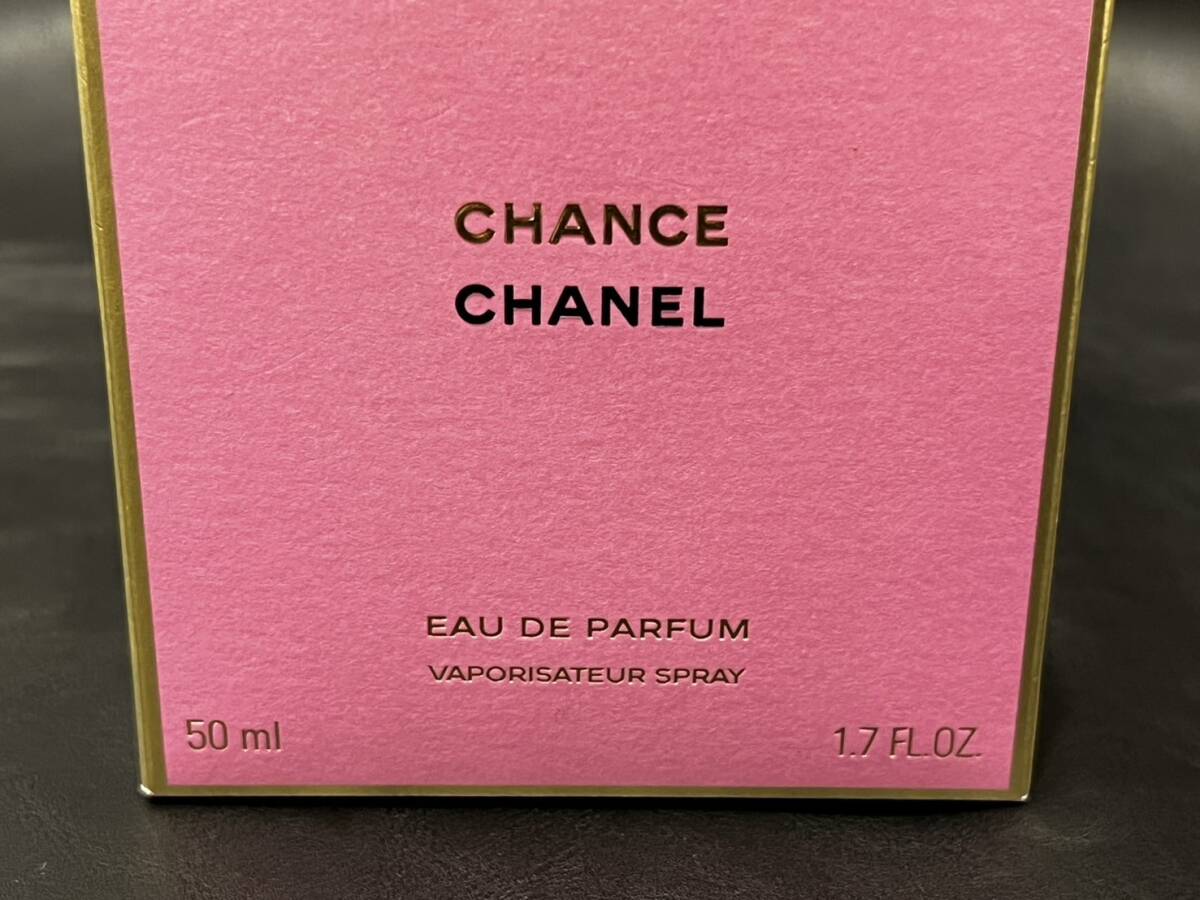 CHANCE
CHANEL
EAU DE PARFUM
VAPORISATEUR SPRAY
50 ml 1.7 FL.OZ.